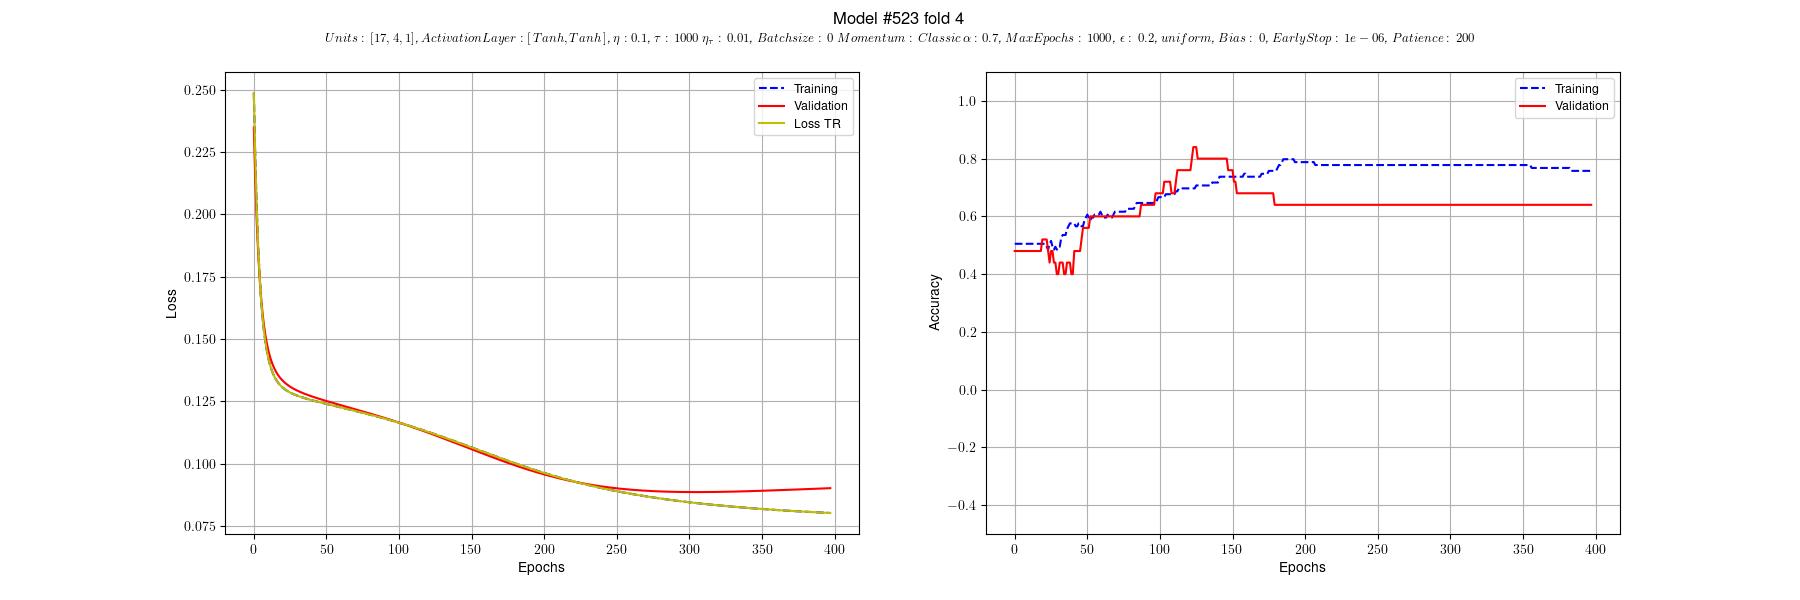 Model #523 fold 4
Units : [17, 4, 1], ActivationLayer : [Tanh, Tanh], η : 0.1, τ : 1000 η_τ : 0.01, Batchsize : 0 Momentum : Classic α : 0.7, MaxEpochs : 1000, ϵ : 0.2, uniform, Bias : 0, EarlyStop : 1e − 06, Patience : 200
0.250
0.225
0.200
0.175
0.150
0.125
0.100
0.075
Loss
0 50 100 150 200 250 300 350 400
Epochs
Training
Validation
Loss TR
1.0
0.8
0.6
0.4
0.2
0.0
−0.2
−0.4
Accuracy
0 50 100 150 200 250 300 350 400
Epochs
Training
Validation